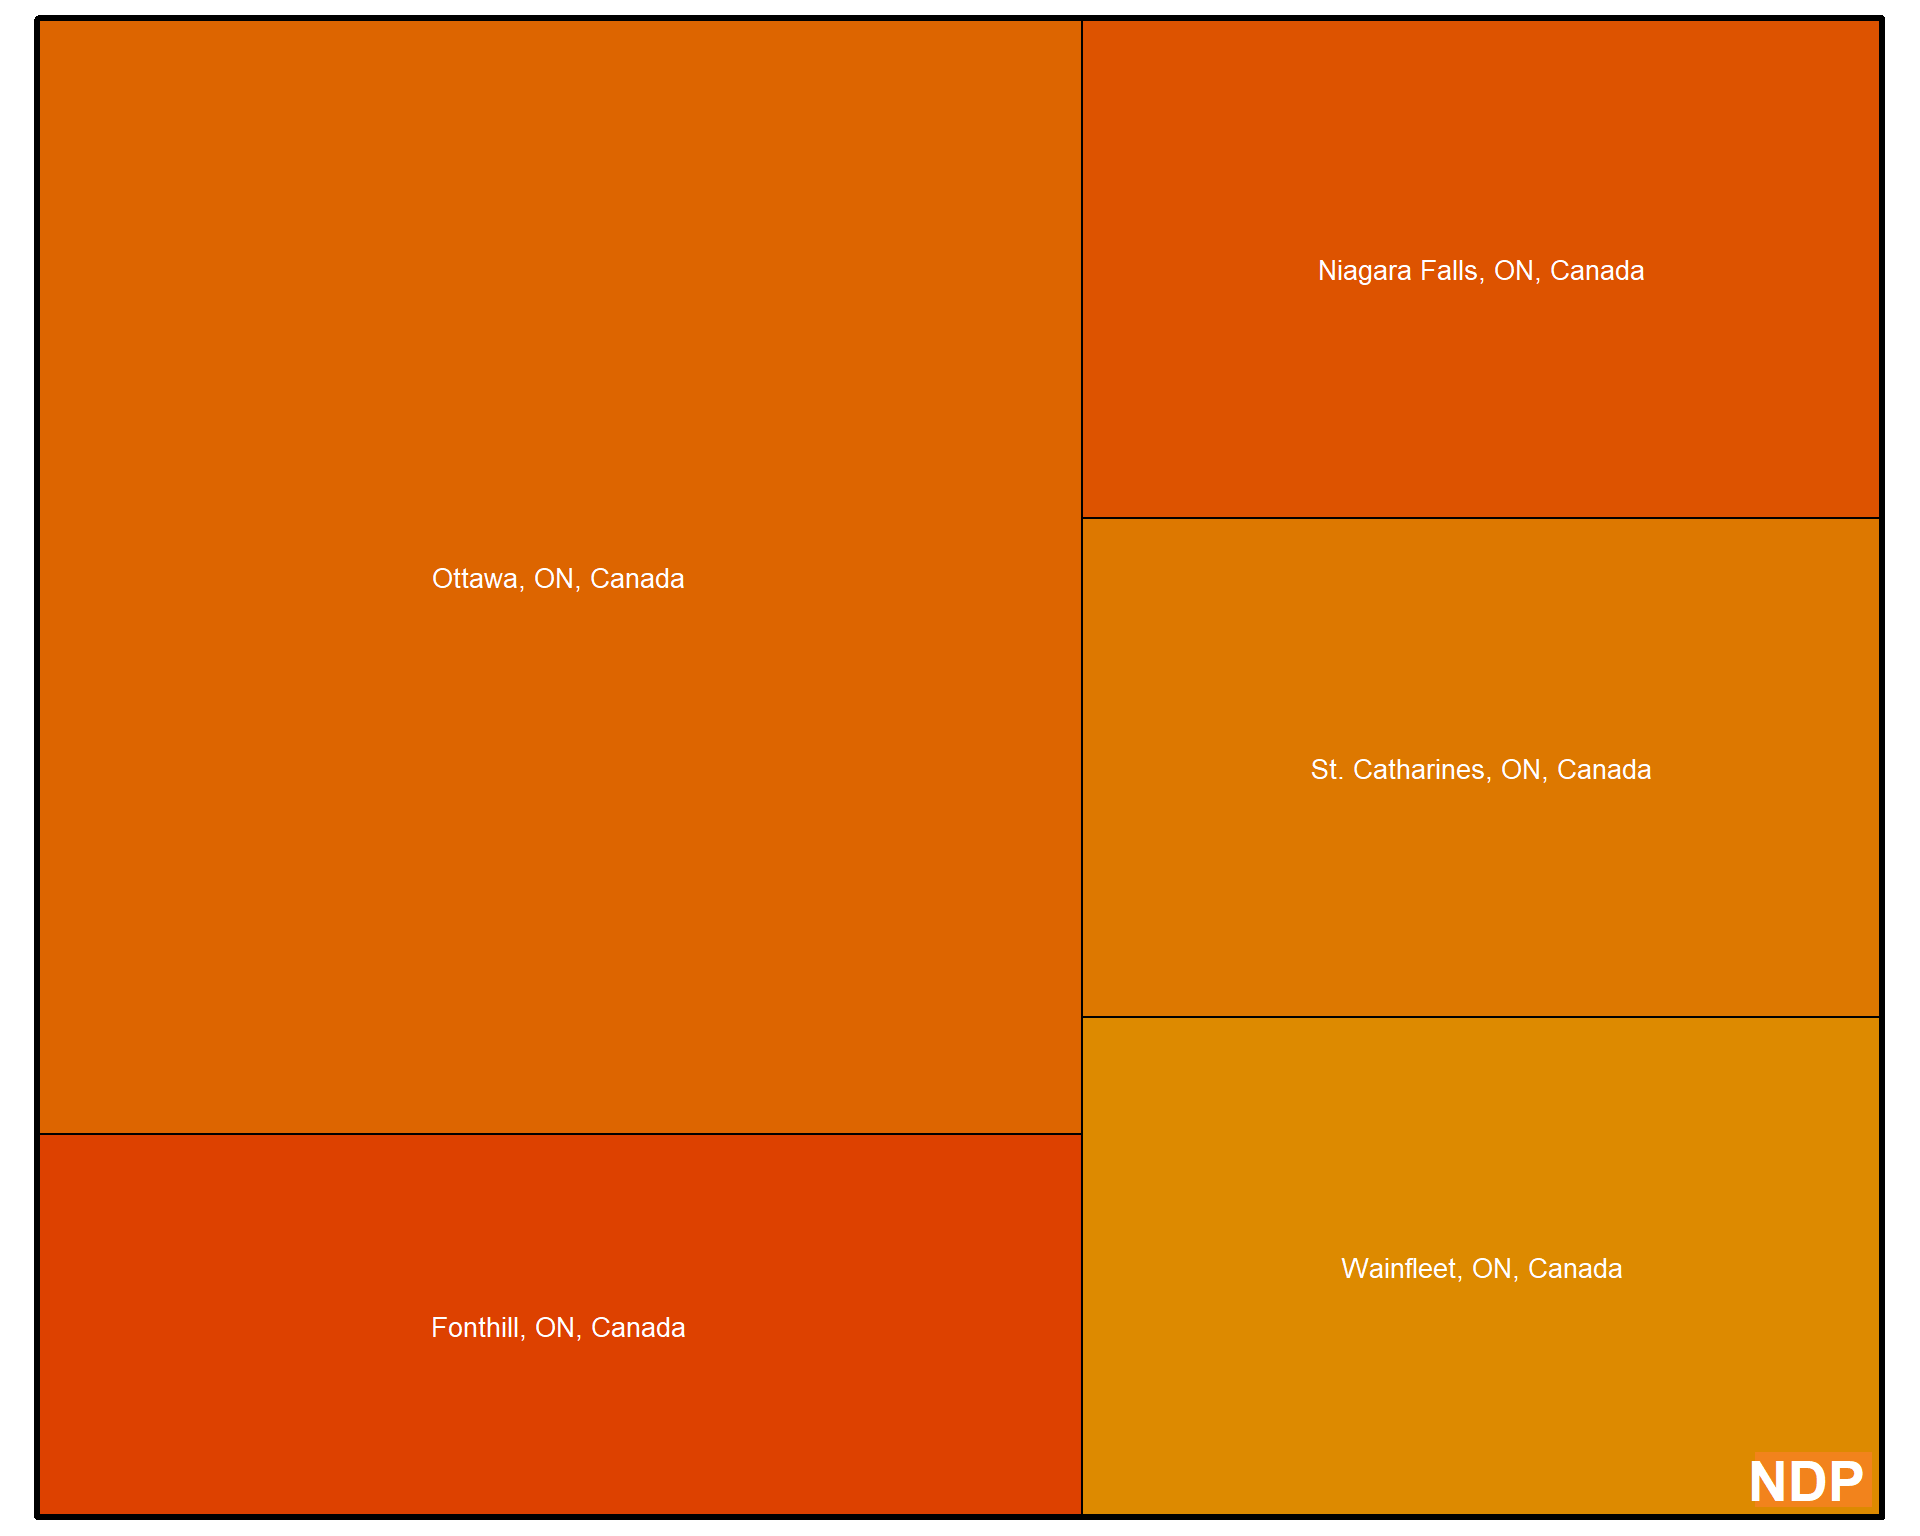 Ottawa, ON, Canada
Fonthill, ON, Canada
Niagara Falls, ON, Canada
St. Catharines, ON, Canada
Wainfleet, ON, Canada
NDP